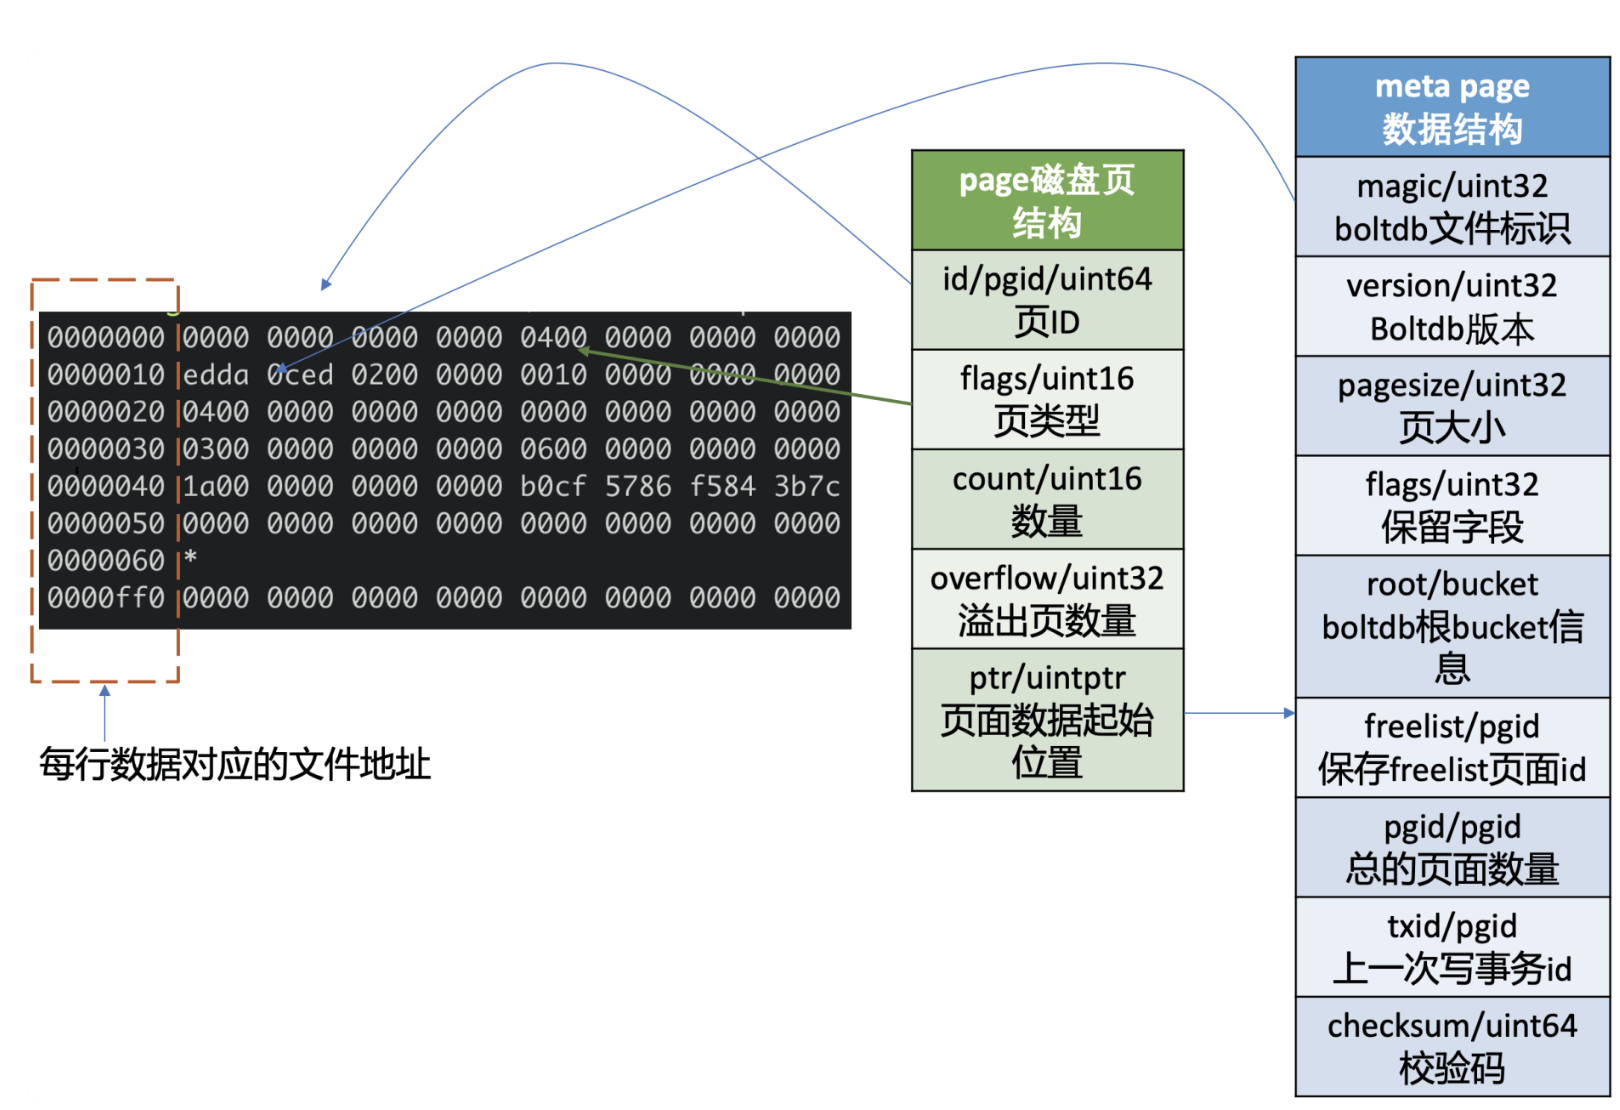 0000000 0000 0000 0000 0000 0400 0000 0000 0000
0000010 edda 0ced 0200 0000 0010 0000 0000 0000
0000020 0400 0000 0000 0000 0000 0000 0000 0000
0000030 0300 0000 0000 0000 0600 0000 0000 0000
0000040 1a00 0000 0000 0000 b0cf 5786 f584 3b7c
0000050 0000 0000 0000 0000 0000 0000 0000 0000
0000060 *
0000ff0 0000 0000 0000 0000 0000 0000 0000 0000
每行数据对应的文件地址
page磁盘页
结构
id/pgid/uint64
页ID
flags/uint16
页类型
count/uint16
数量
overflow/uint32
溢出页数量
ptr/uintptr
页面数据起始
位置
meta page
数据结构
magic/uint32
boltdb文件标识
version/uint32
Boltdb版本
pagesize/uint32
页大小
flags/uint32
保留字段
root/bucket
boltdb根bucket信
息
freelist/pgid
保存freelist页面id
pgid/pgid
总的页面数量
txid/pgid
上一次写事务id
checksum/uint64
校验码